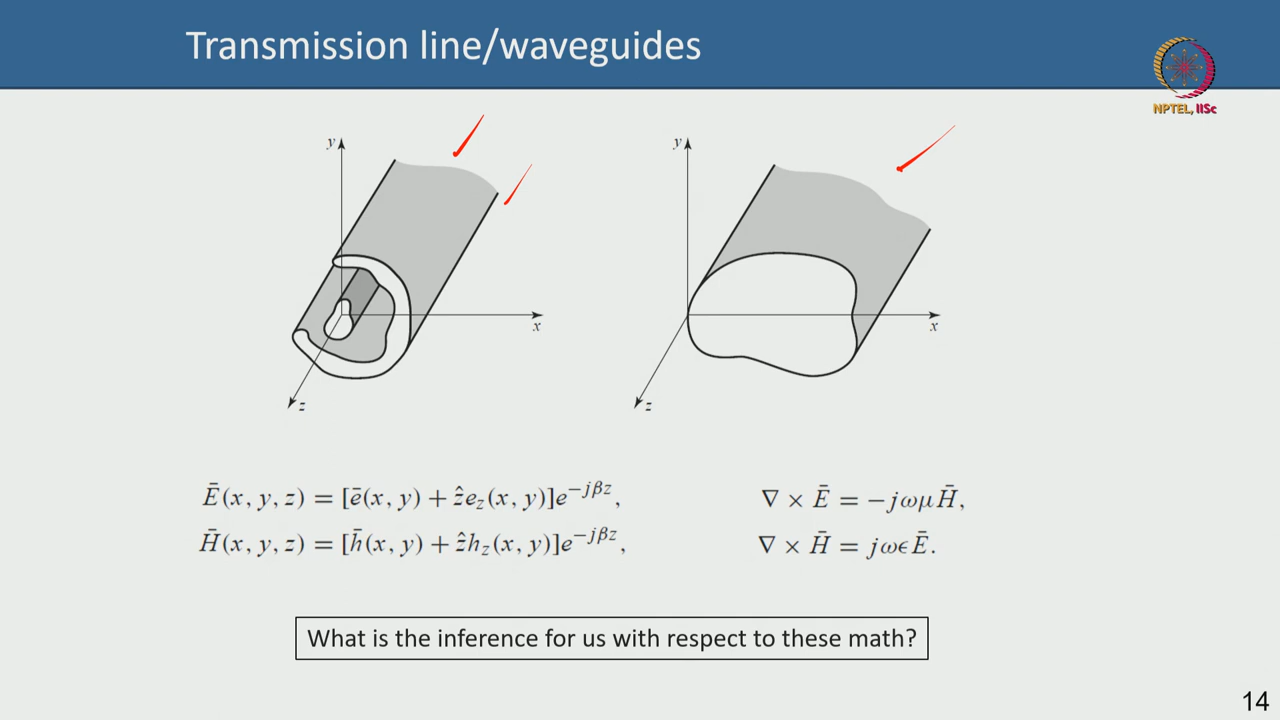 Transmission line/waveguides
NPTEL, IISc
y
x
z
y
x
z
Ē(x, y, z) = [ē(x, y) + ẑe_z(x, y)]e^{−jβz},
∇ × Ē = −jωμH̄,
H̄(x, y, z) = [h̄(x, y) + ẑh_z(x, y)]e^{−jβz},
∇ × H̄ = jωϵĒ.
What is the inference for us with respect to these math?
14